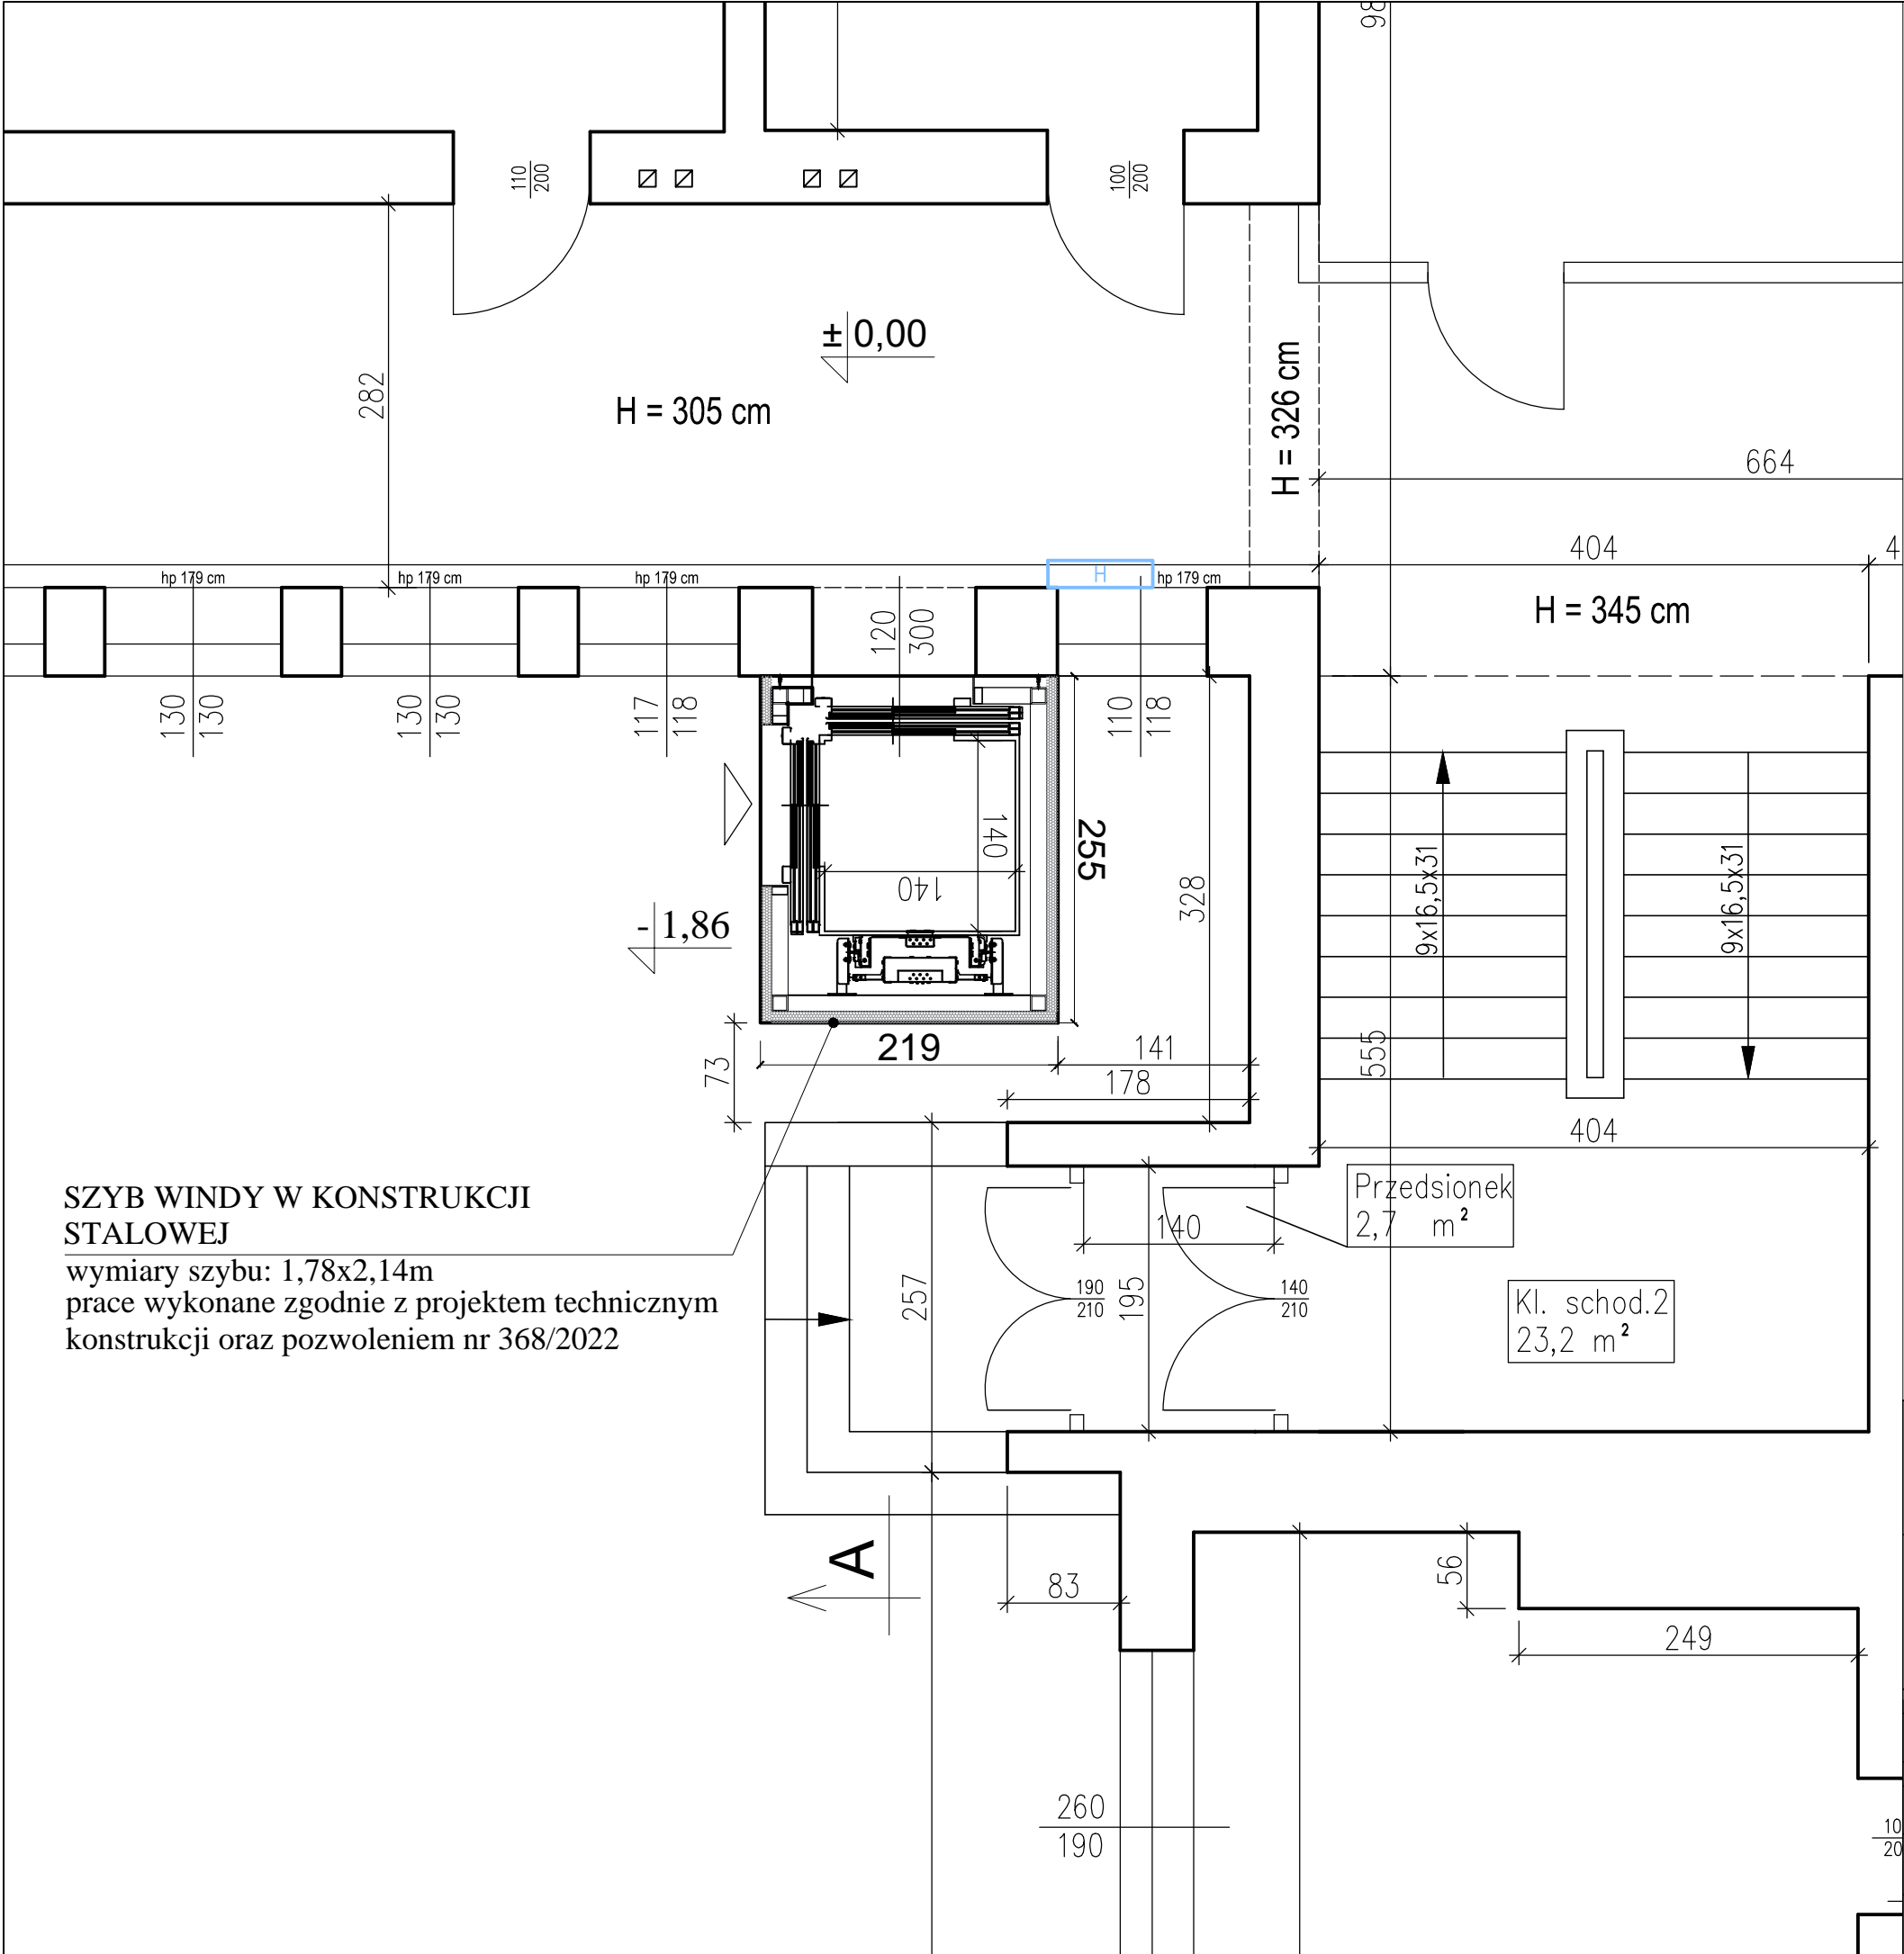 98
110
200
100
200
± 0,00
282
H = 305 cm
H = 326 cm
664
404
4
hp 179 cm
hp 179 cm
hp 179 cm
H
hp 179 cm
H = 345 cm
120
300
130
130
130
130
117
118
110
118
140
140
255
328
9x16,5x31
9x16,5x31
- 1,86
219
141
73
178
555
404
SZYB WINDY W KONSTRUKCJI
STALOWEJ
wymiary szybu: 1,78x2,14m
prace wykonane zgodnie z projektem technicznym
konstrukcji oraz pozwoleniem nr 368/2022
Przedsionek
2,7 m²
140
257
190
210
195
140
210
Kl. schod.2
23,2 m²
A
83
56
249
260
190
10
20